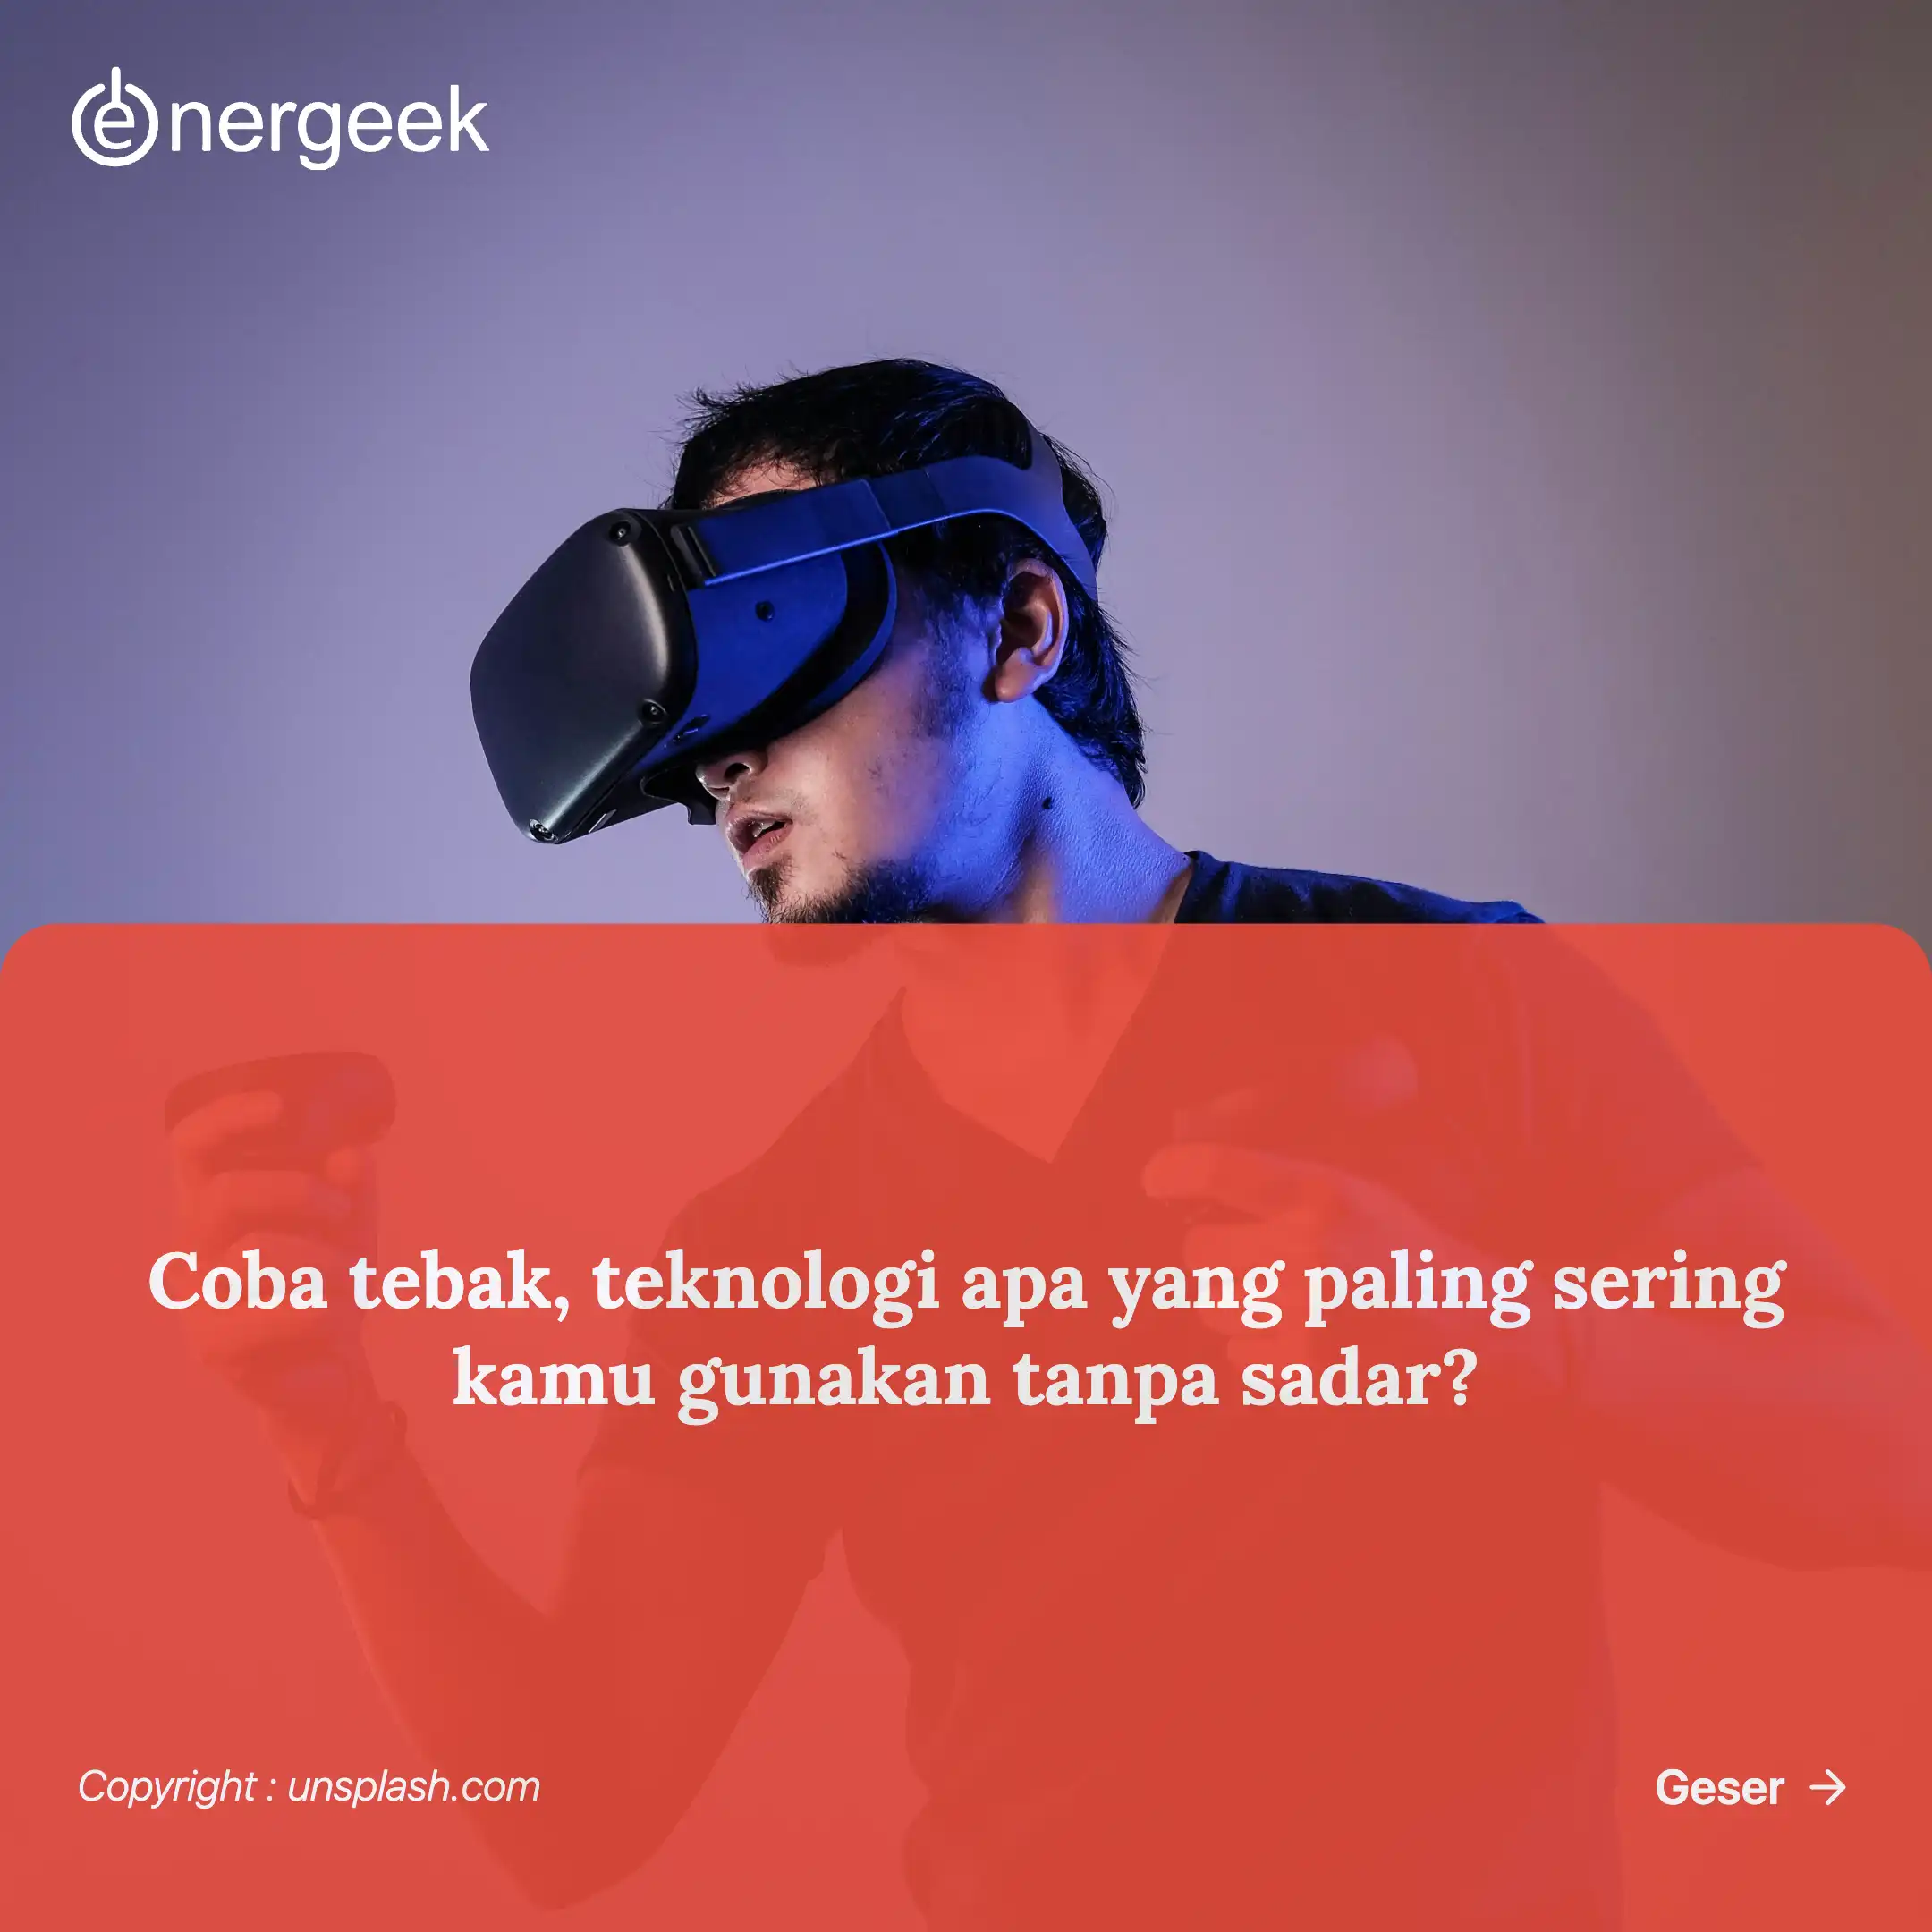 energeek
Coba tebak, teknologi apa yang paling sering
kamu gunakan tanpa sadar?
Copyright : unsplash.com
Geser →